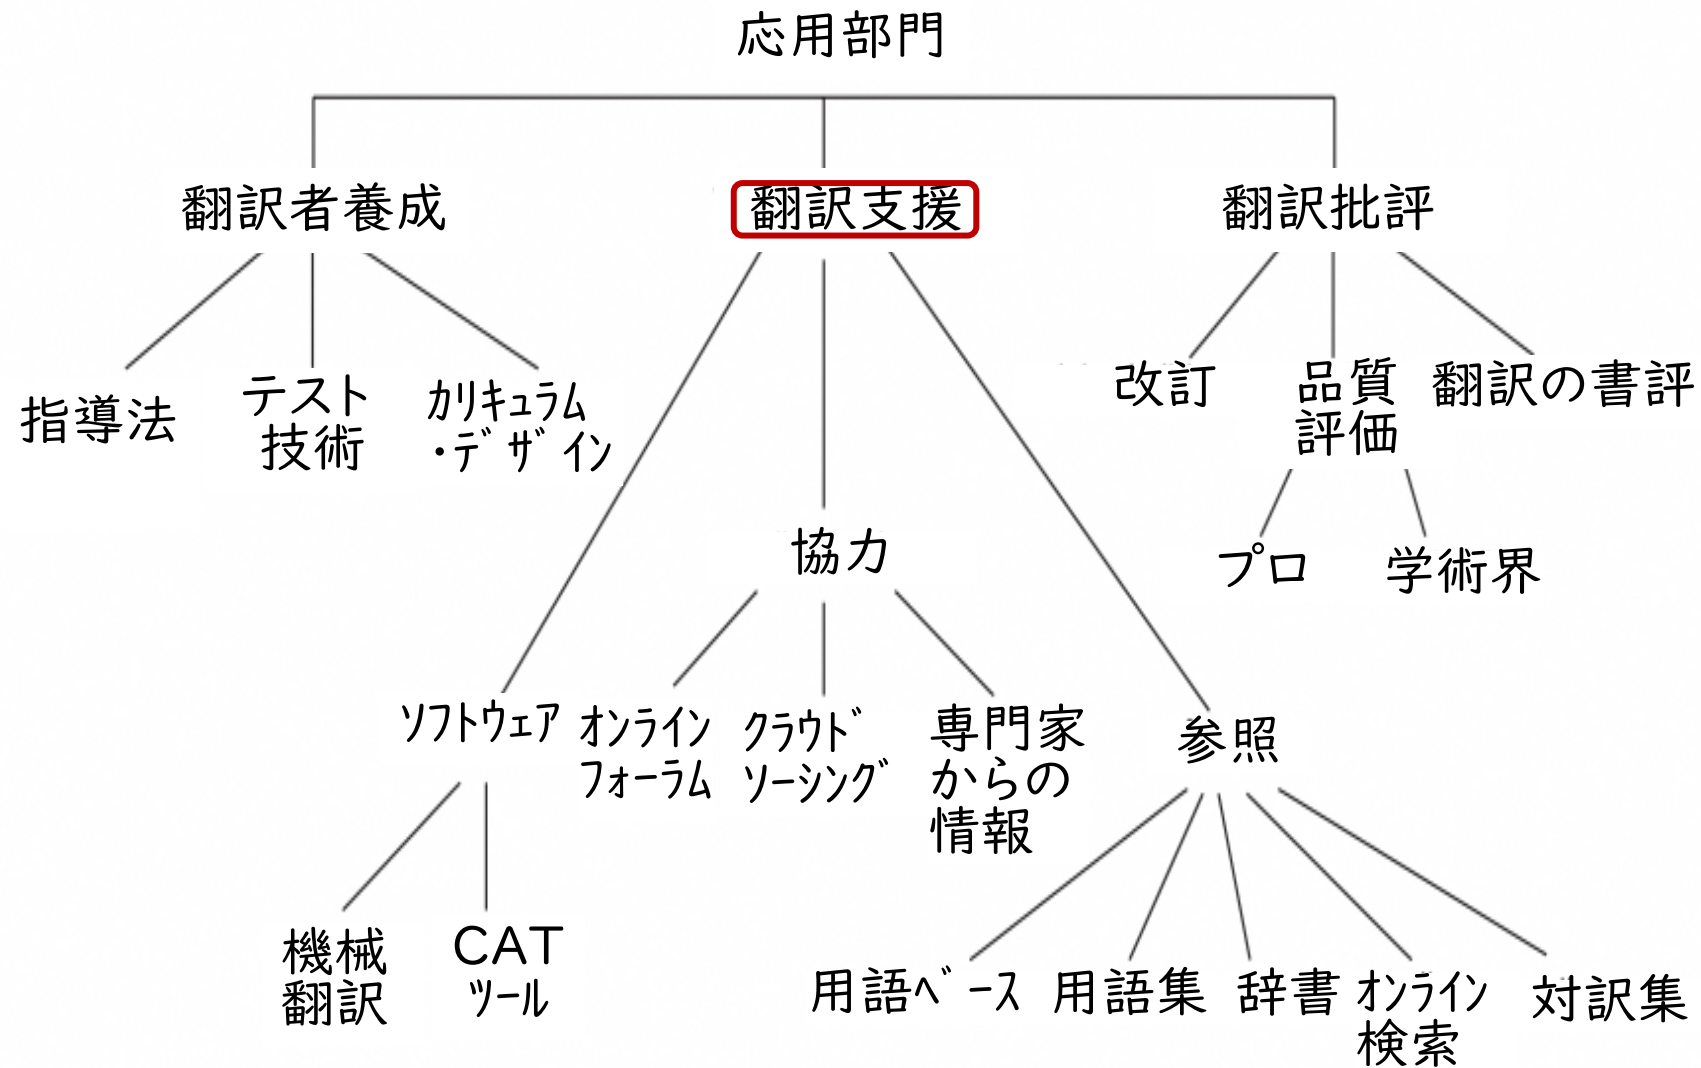 応用部門
翻訳者養成
翻訳支援
翻訳批評
指導法
テスト
技術
ｶﾘｷｭﾗﾑ
・ﾃﾞｻﾞｲﾝ
改訂
品質
評価
翻訳の書評
プロ
学術界
協力
ｿﾌﾄｳｪｱ
ｵﾝﾗｲﾝ
ﾌｫｰﾗﾑ
ｸﾗｳﾄﾞ
ｿｰｼﾝｸﾞ
専門家
からの
情報
参照
機械
翻訳
CAT
ﾂｰﾙ
用語ﾍﾞｰｽ
用語集
辞書
ｵﾝﾗｲﾝ
検索
対訳集